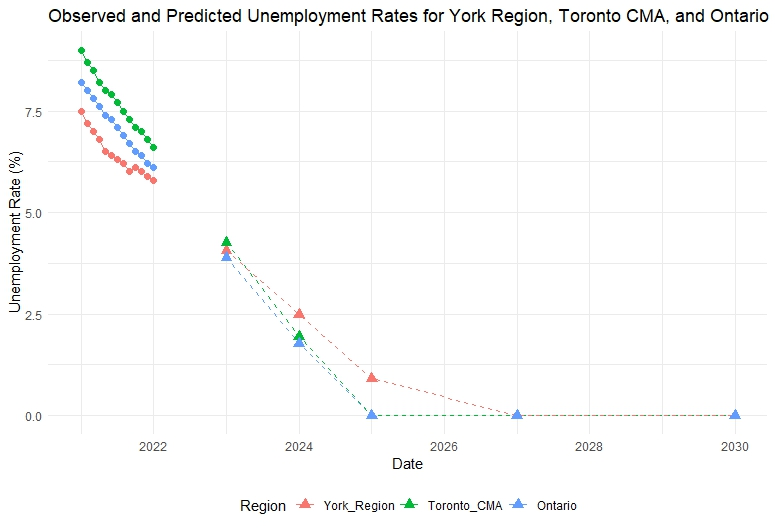 Observed and Predicted Unemployment Rates for York Region, Toronto CMA, and Ontario
Unemployment Rate (%)
7.5
5.0
2.5
0.0
2022 2024 2026 2028 2030
Date
Region York_Region Toronto_CMA Ontario